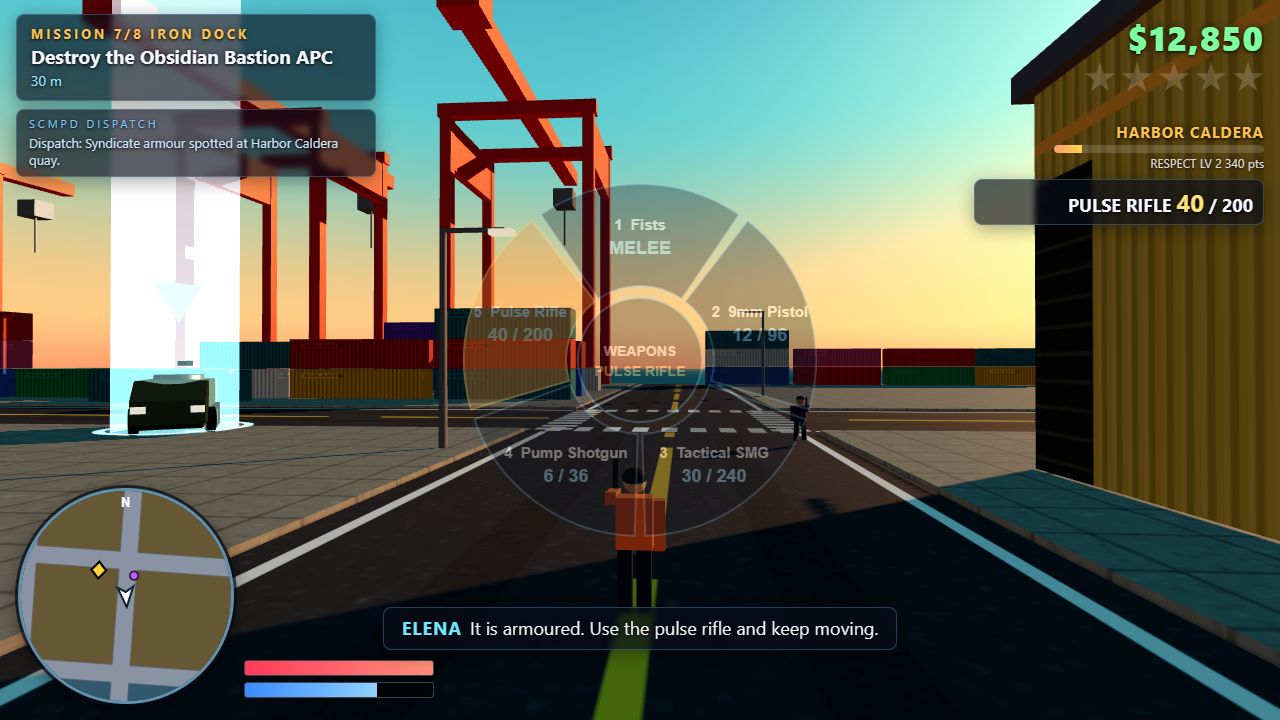 MISSION 7/8 IRON DOCK
Destroy the Obsidian Bastion APC
30 m
SCMPD DISPATCH
Dispatch: Syndicate armour spotted at Harbor Caldera
quay.
$12,850
HARBOR CALDERA
RESPECT LV 2 340 pts
PULSE RIFLE 40 / 200
1 Fists
MELEE
5 Pulse Rifle
40 / 200
2 9mm Pistol
12 / 96
WEAPONS
PULSE RIFLE
4 Pump Shotgun
6 / 36
3 Tactical SMG
30 / 240
N
ELENA It is armoured. Use the pulse rifle and keep moving.